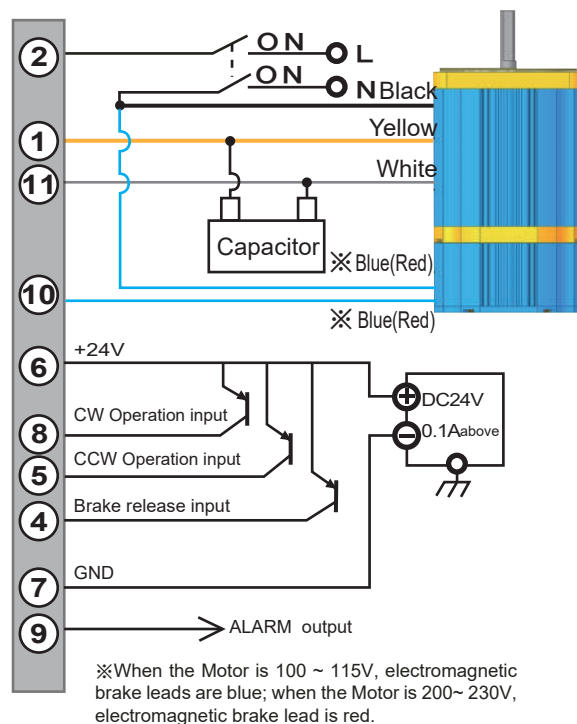 2
ON L
ON N Black
1
Yellow
11
White
Capacitor
※ Blue(Red)
10
※ Blue(Red)
6
+24V
DC24V
8
CW Operation input
0.1A above
5
CCW Operation input
4
Brake release input
7
GND
9
ALARM output
※When the Motor is 100 ~ 115V, electromagnetic
brake leads are blue; when the Motor is 200~ 230V,
electromagnetic brake lead is red.